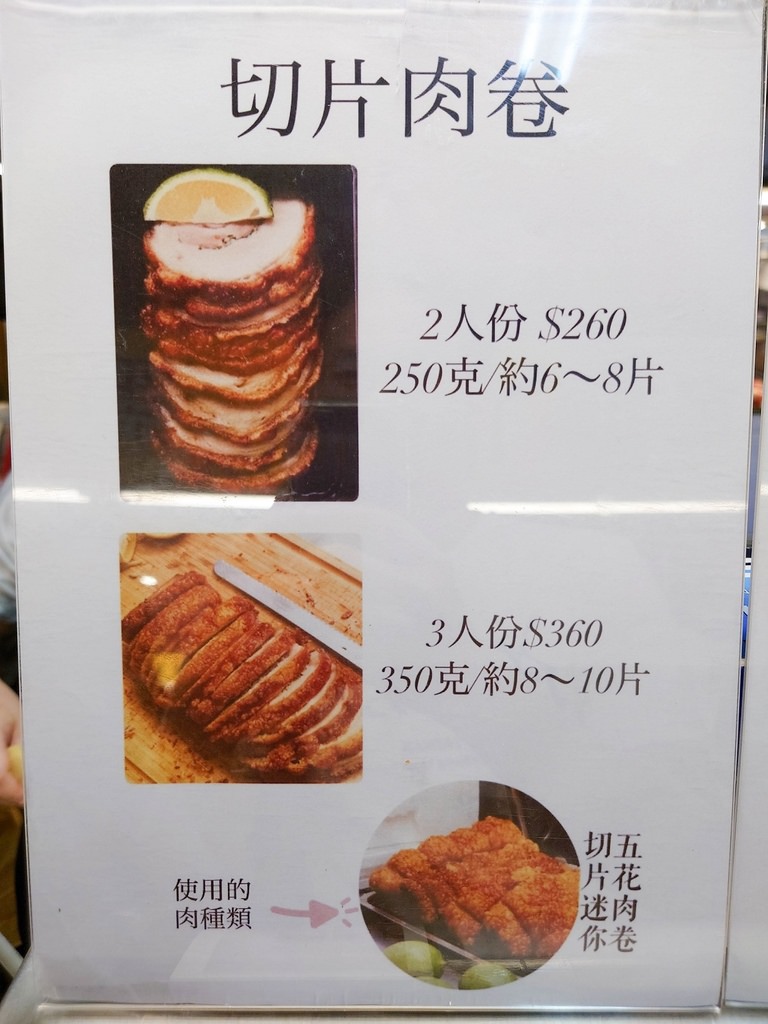 切片肉卷
2人份 $260
250克/約6～8片
3人份$360
350克/約8～10片
使用的
肉種類
五花肉卷
切片迷你